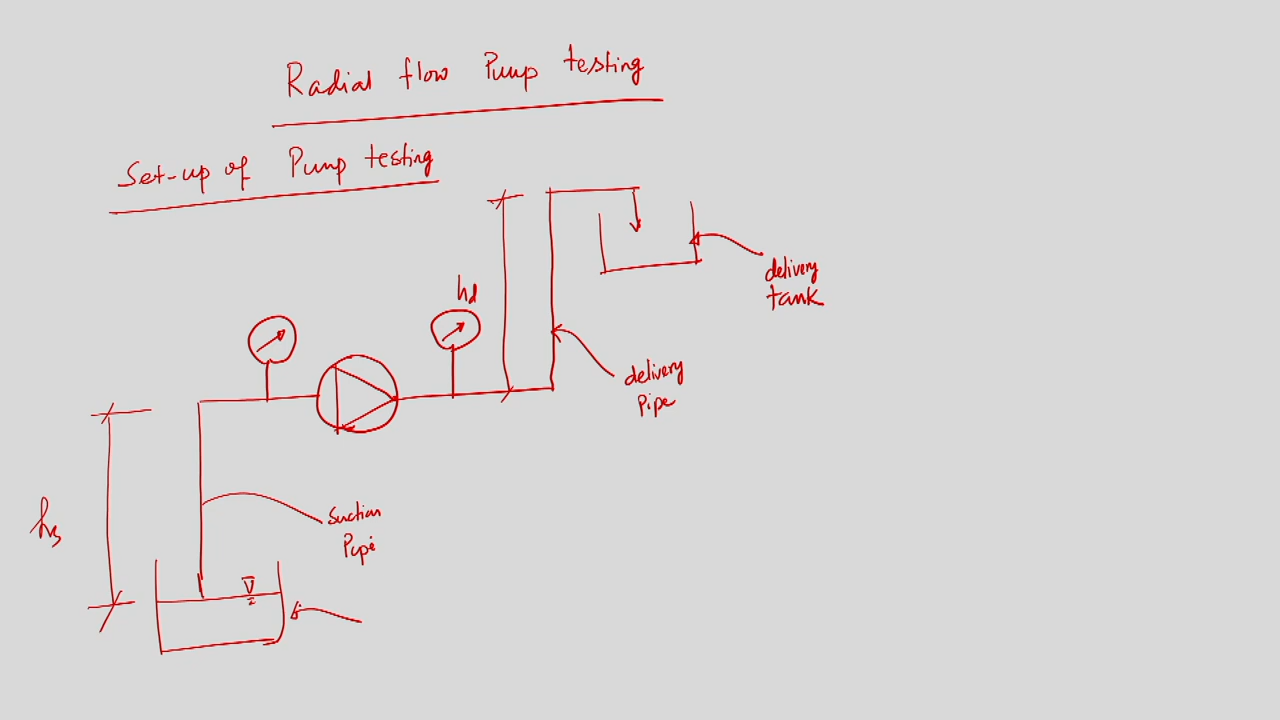 Radial flow Pump testing
Set-up of Pump testing
hd
delivery
tank
delivery
Pipe
hs
Suction
Pipe